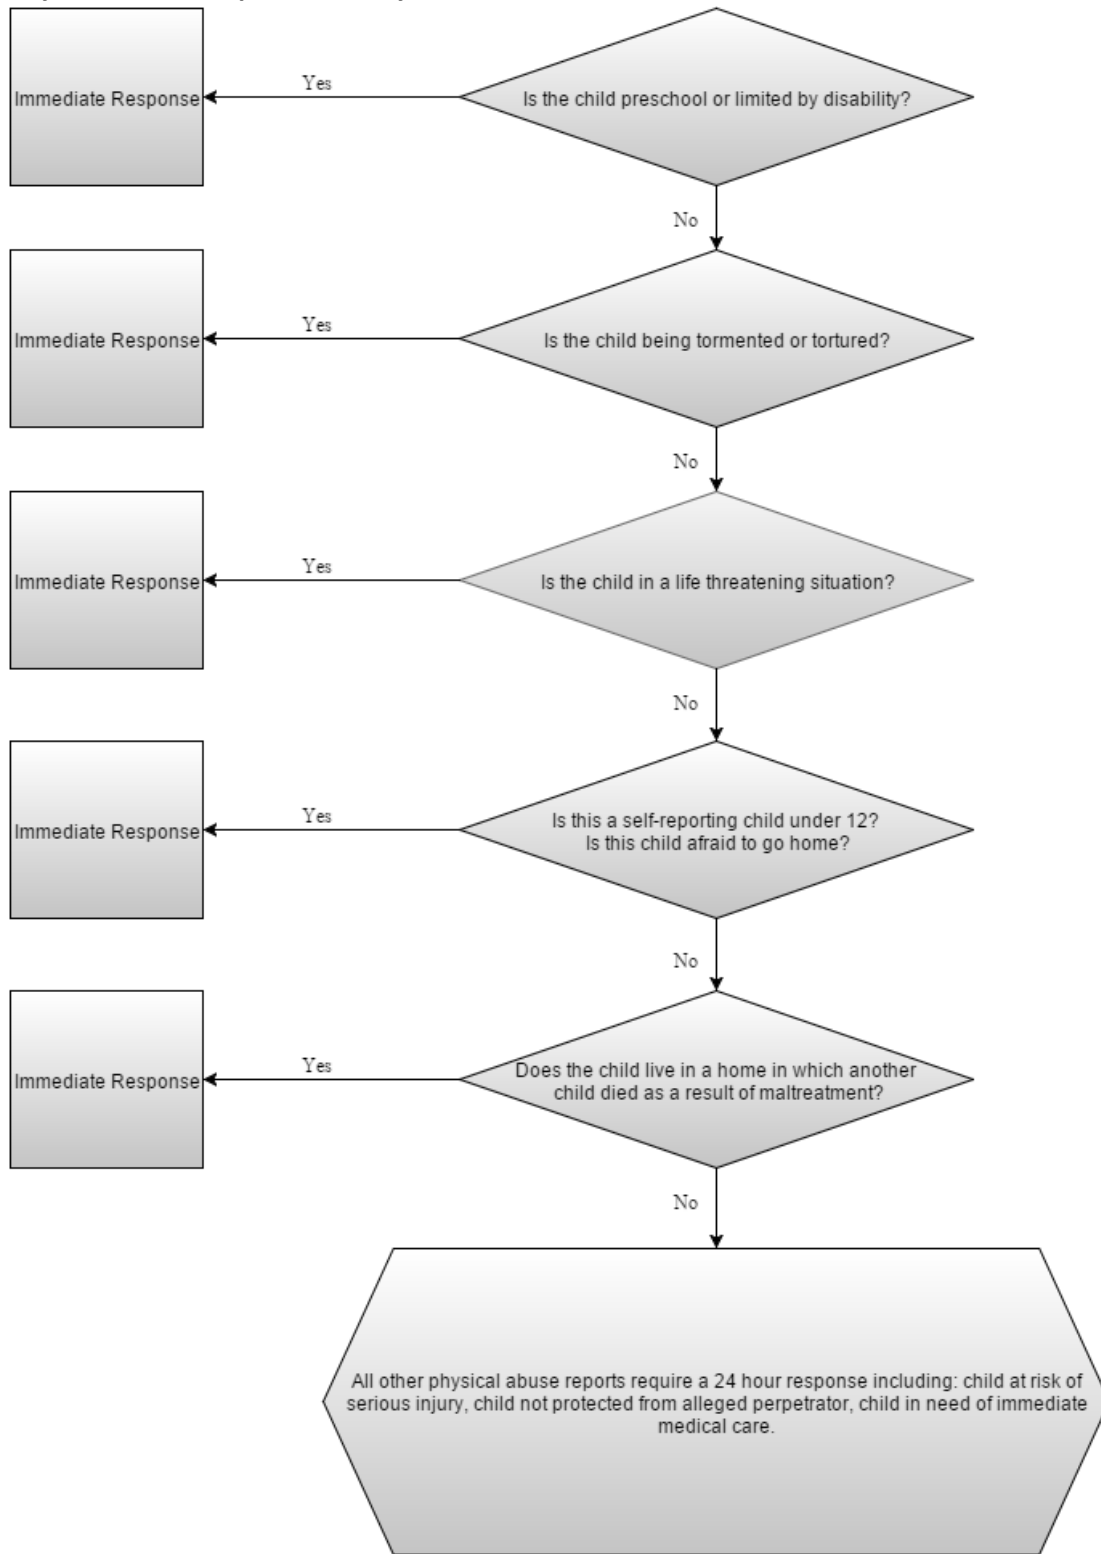 Immediate Response
Yes
Is the child preschool or limited by disability?
No
Immediate Response
Yes
Is the child being tormented or tortured?
No
Immediate Response
Yes
Is the child in a life threatening situation?
No
Immediate Response
Yes
Is this a self-reporting child under 12?
Is this child afraid to go home?
No
Immediate Response
Yes
Does the child live in a home in which another
child died as a result of maltreatment?
No
All other physical abuse reports require a 24 hour response including: child at risk of
serious injury, child not protected from alleged perpetrator, child in need of immediate
medical care.